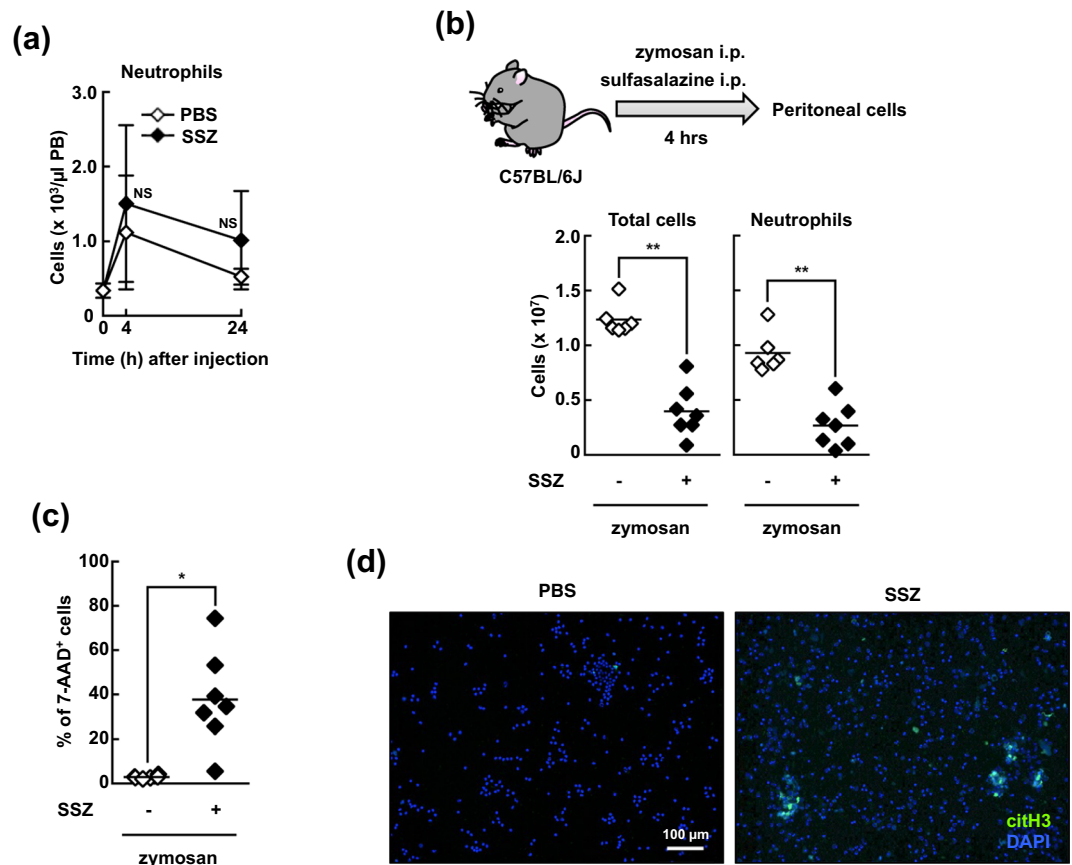 (a)
Neutrophils
3.0
2.0
1.0
0
Cells (x 10³/µl PB)
PBS
SSZ
NS
NS
0 4 24
Time (h) after injection
(b)
zymosan i.p.
sulfasalazine i.p.
4 hrs
Peritoneal cells
C57BL/6J
Total cells
Neutrophils
2.0
1.5
1.0
0.5
0
Cells (x 10⁷)
**
**
SSZ - + - +
zymosan zymosan
(c)
100
80
60
40
20
0
% of 7-AAD⁺ cells
*
SSZ - +
zymosan
(d)
PBS
SSZ
100 µm
citH3
DAPI